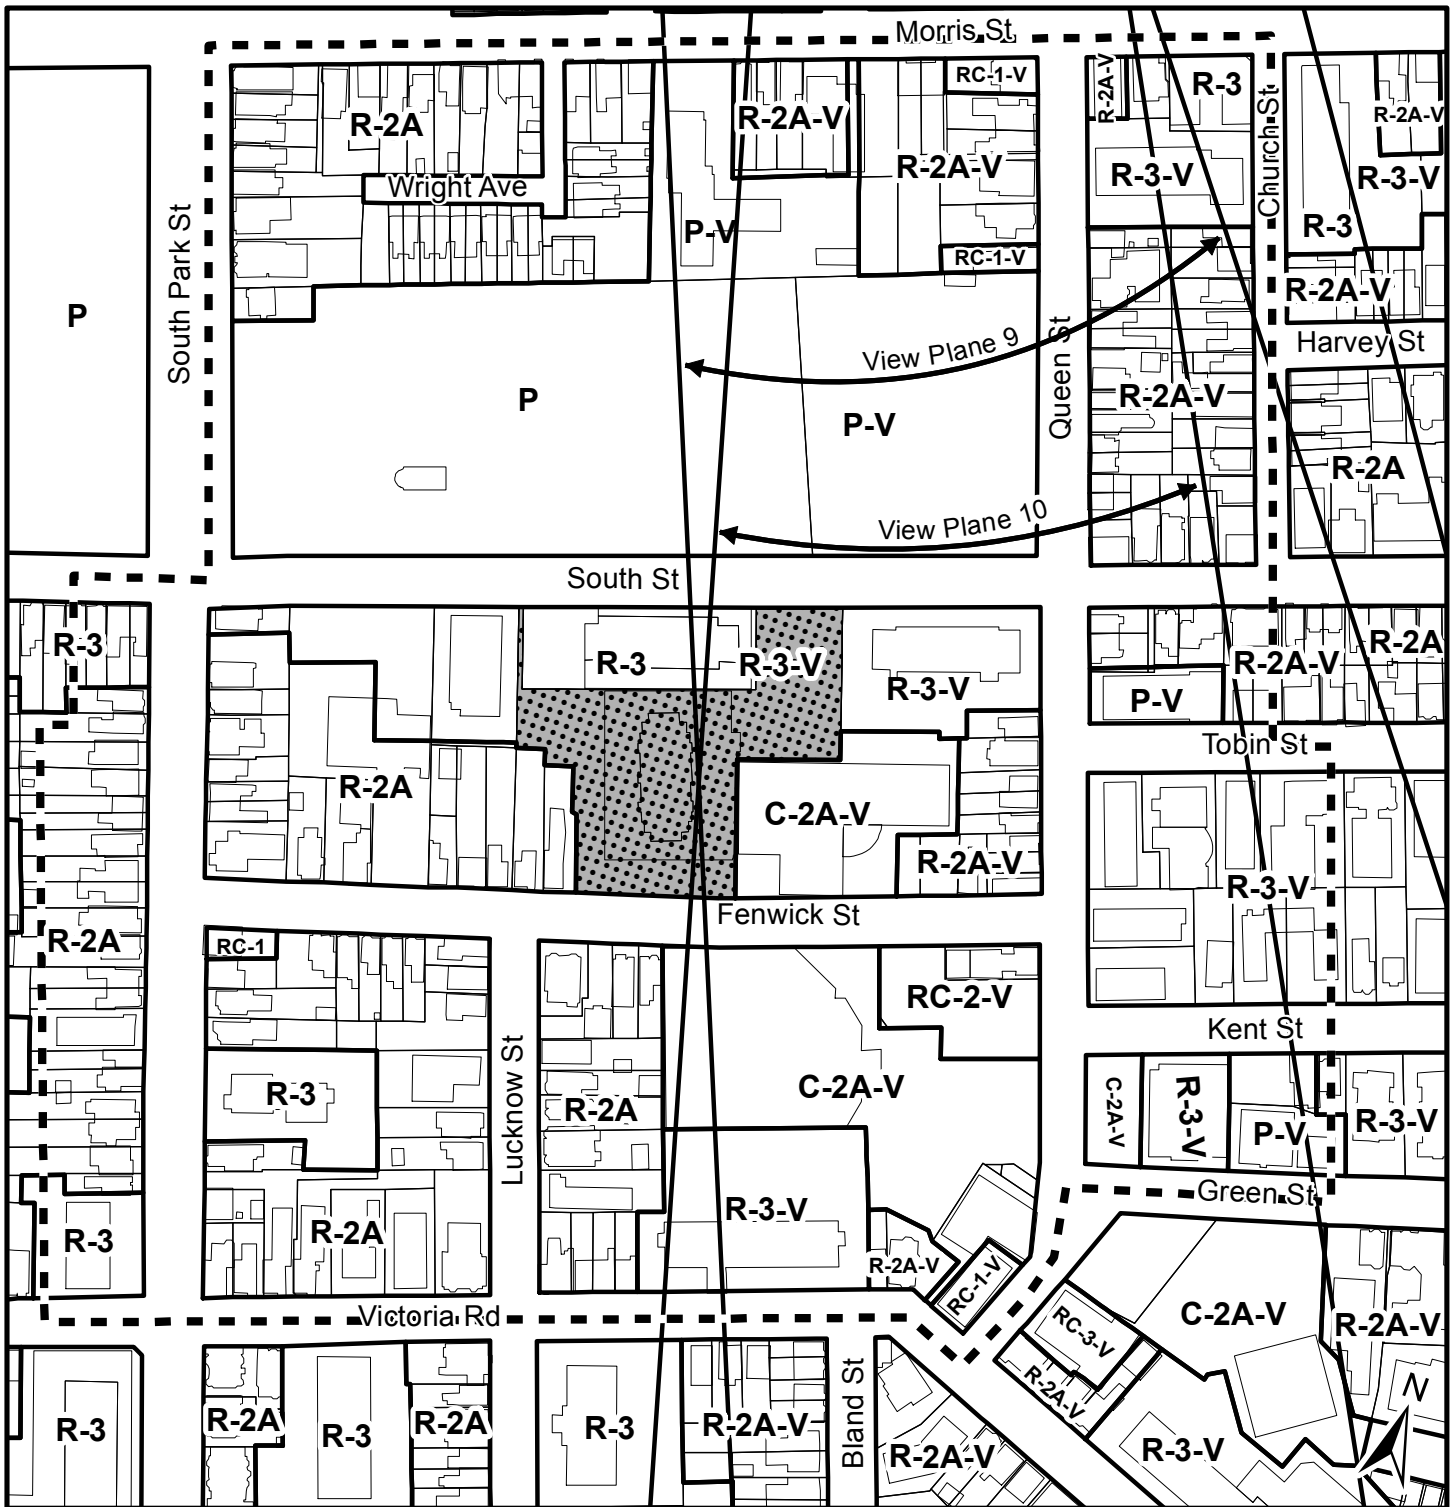 Morris St
RC-1-V
R-2A-V
R-3
R-2A
R-2A-V
R-2A-V
Church St
R-2A-V
R-3-V
R-3-V
Wright Ave
South Park St
P-V
R-3
RC-1-V
R-2A-V
P
View Plane 9
Queen St
Harvey St
P
R-2A-V
P-V
R-2A
View Plane 10
South St
R-3
R-3
R-3-V
R-3-V
R-2A-V
R-2A
P-V
Tobin St
R-2A
C-2A-V
R-2A-V
R-3-V
Fenwick St
R-2A
RC-1
RC-2-V
Kent St
Lucknow St
R-3
R-2A
C-2A-V
C-2A-V
R-3-V
P-V
R-3-V
Green St
R-3
R-2A
R-3-V
R-2A-V
RC-1-V
Victoria Rd
C-2A-V
R-2A-V
RC-3-V
R-2A-V
N
R-3
R-2A
R-3
R-2A
R-3
R-2A-V
Bland St
R-2A-V
R-3-V